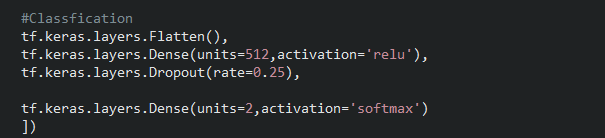 #Classfication
tf.keras.layers.Flatten(),
tf.keras.layers.Dense(units=512,activation='relu'),
tf.keras.layers.Dropout(rate=0.25),
tf.keras.layers.Dense(units=2,activation='softmax')
])